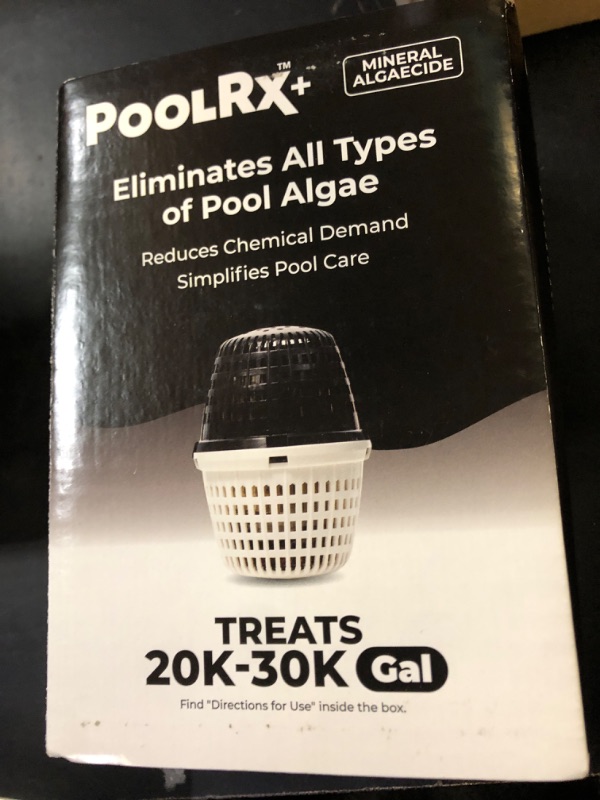 PoolRx™+
MINERAL
ALGAECIDE
Eliminates All Types
of Pool Algae
Reduces Chemical Demand
Simplifies Pool Care
TREATS
20K-30K Gal
Find "Directions for Use" inside the box.